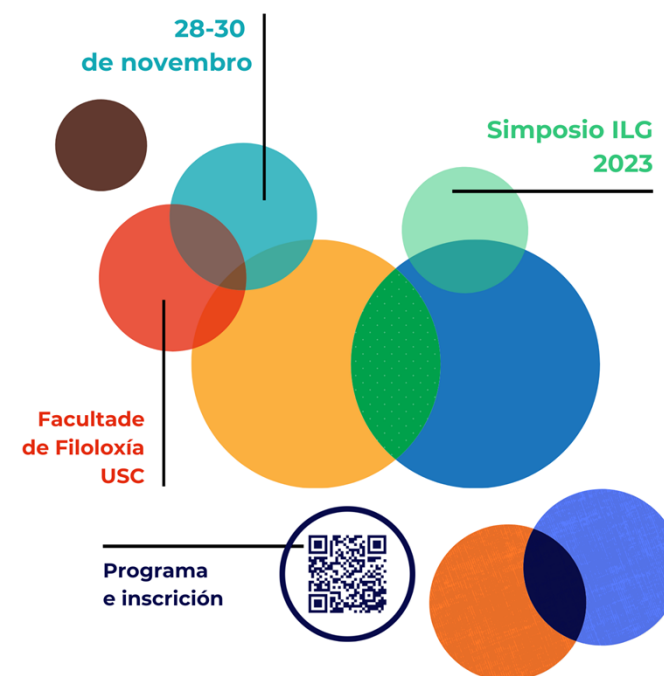 28-30
de novembro
Simposio ILG
2023
Facultade
de Filoloxía
USC
Programa
e inscrición